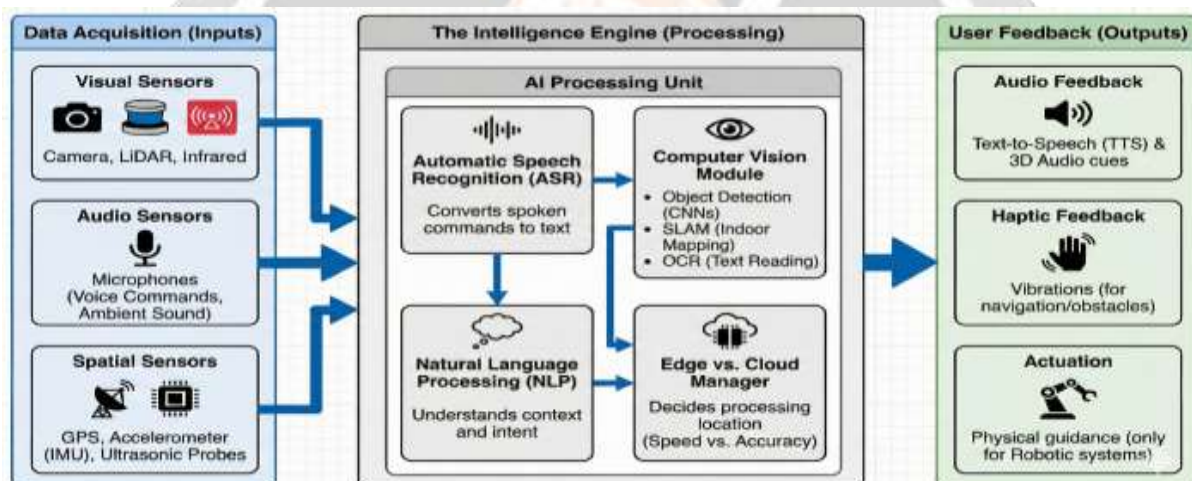 Data Acquisition (Inputs)
Visual Sensors
Camera, LiDAR, Infrared
Audio Sensors
Microphones
(Voice Commands,
Ambient Sound)
Spatial Sensors
GPS, Accelerometer
(IMU), Ultrasonic Probes
The Intelligence Engine (Processing)
AI Processing Unit
Automatic Speech
Recognition (ASR)
Converts spoken
commands to text
Computer Vision
Module
• Object Detection
(CNNs)
• SLAM (Indoor
Mapping)
• OCR (Text Reading)
Natural Language
Processing (NLP)
Understands context
and intent
Edge vs. Cloud
Manager
Decides processing
location
(Speed vs. Accuracy)
User Feedback (Outputs)
Audio Feedback
Text-to-Speech (TTS) &
3D Audio cues
Haptic Feedback
Vibrations (for
navigation/obstacles)
Actuation
Physical guidance (only
for Robotic systems)